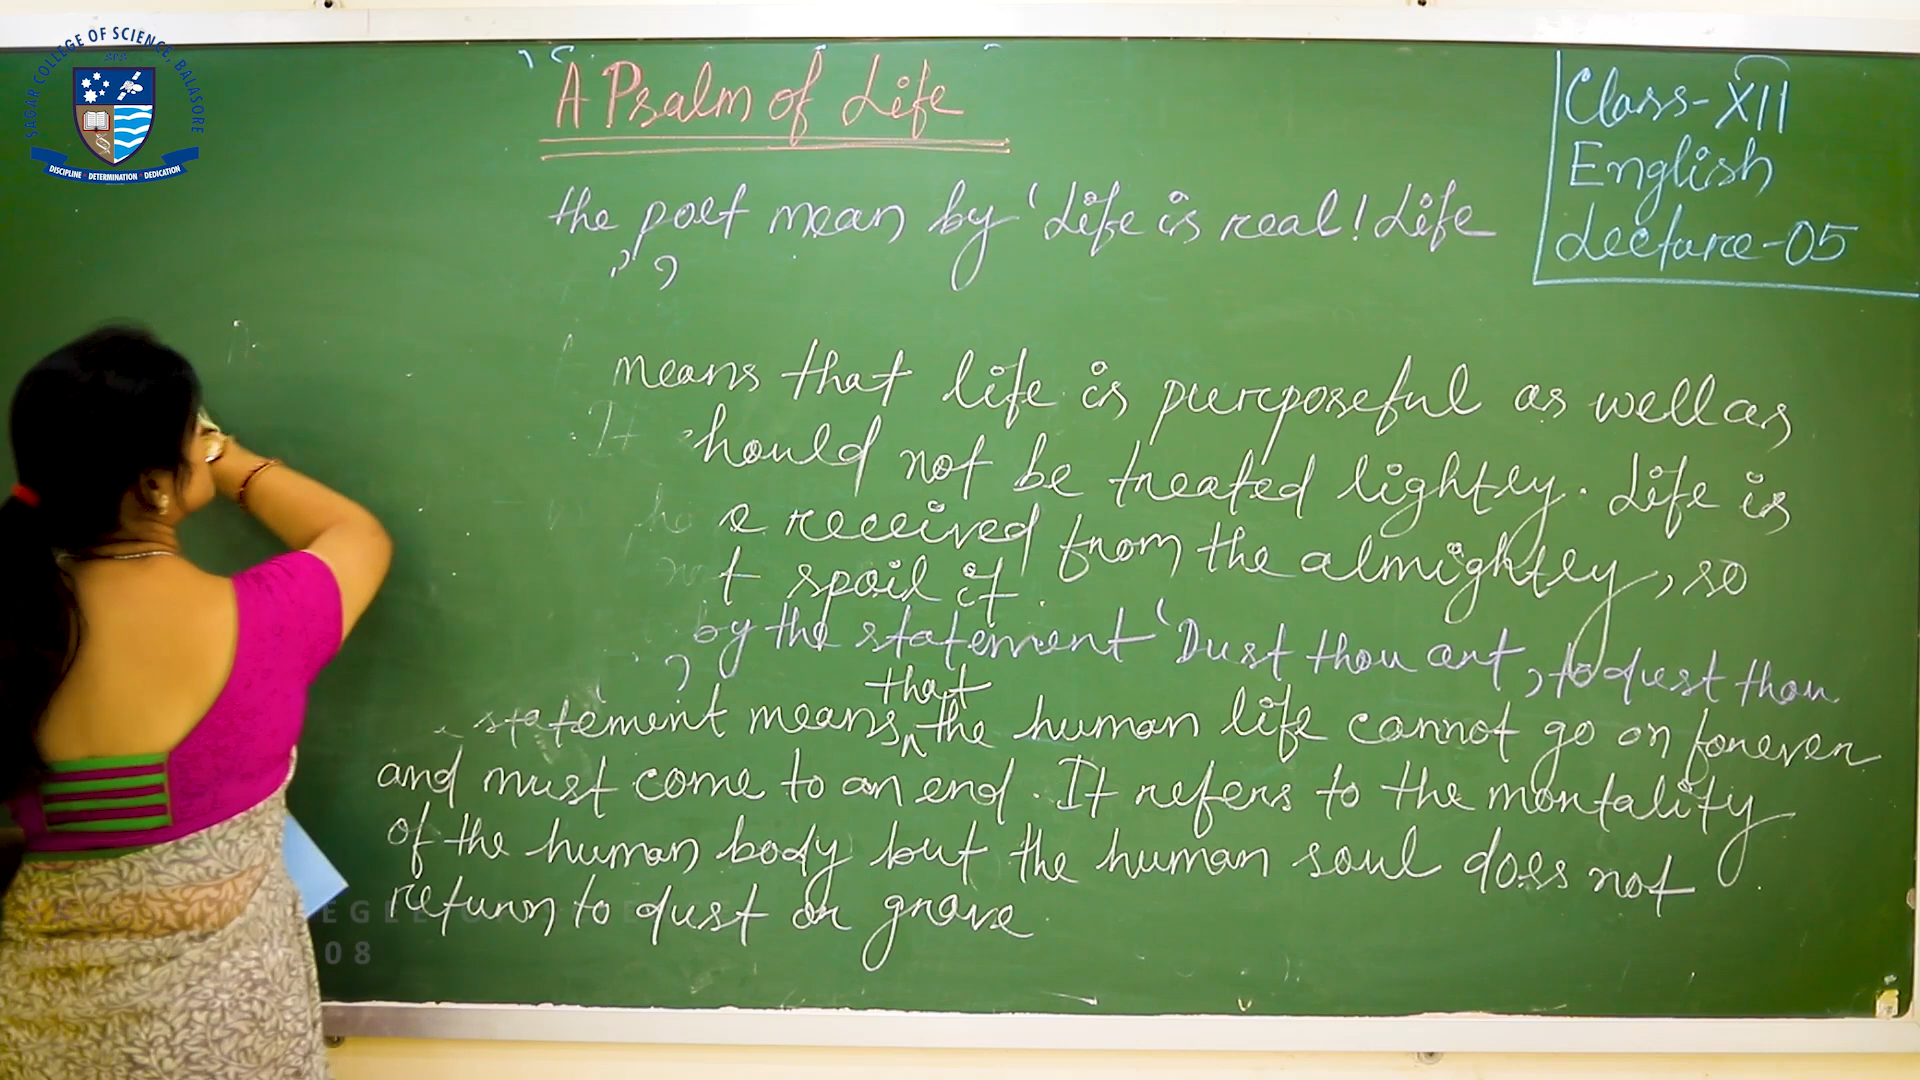 SAGAR COLLEGE OF SCIENCE, BALASORE
DISCIPLINE DETERMINATION DEDICATION
A Psalm of Life
Class-XII
English
Lecture-05
the poet mean by 'Life is real! Life
means that life is purposeful as well as
It hould not be treated lightly. Life is
e received from the almightly, so
t spoil it.
by the statement 'Dust thou art, to dust thou
that
statement means ^ the human life cannot go on forever
and must come to an end. It refers to the mortality
of the human body but the human soul does not
return to dust or grave
08